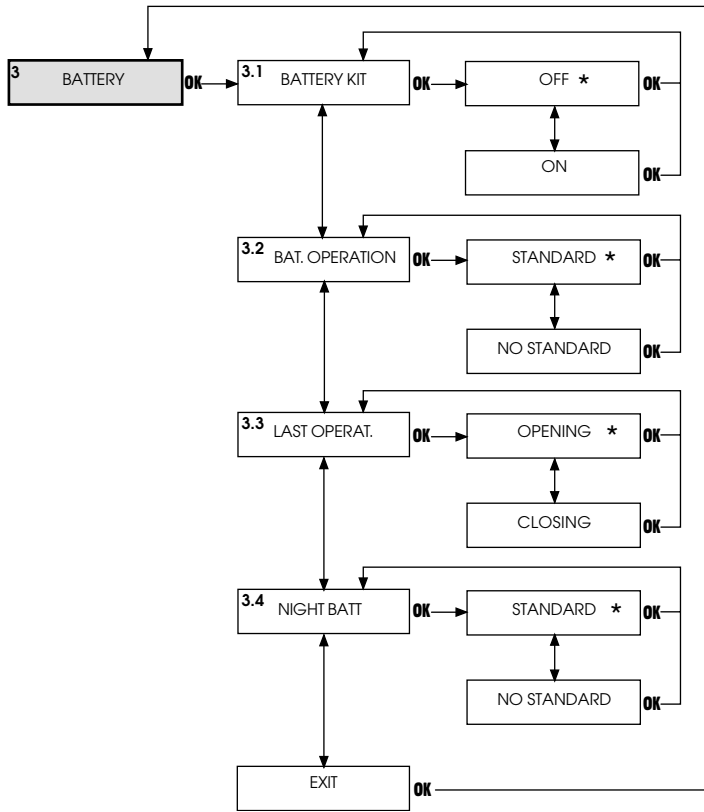 3 BATTERY OK
3.1 BATTERY KIT OK
OFF * OK
ON OK
3.2 BAT. OPERATION OK
STANDARD * OK
NO STANDARD OK
3.3 LAST OPERAT. OK
OPENING * OK
CLOSING OK
3.4 NIGHT BATT OK
STANDARD * OK
NO STANDARD OK
EXIT OK